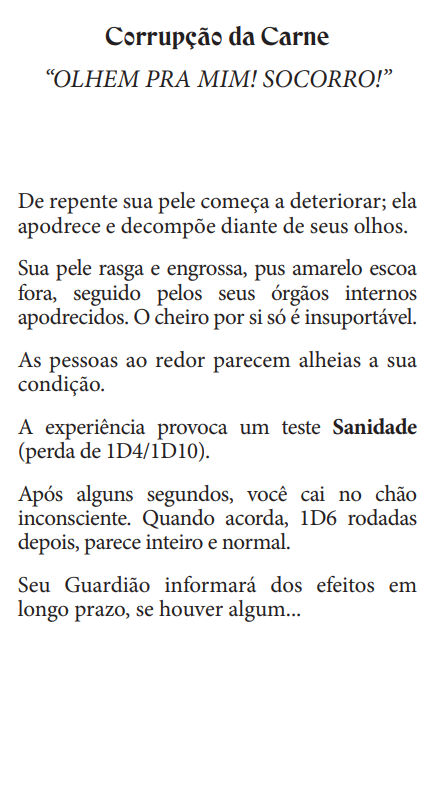 Corrupção da Carne
“OLHEM PRA MIM! SOCORRO!”
De repente sua pele começa a deteriorar; ela
apodrece e decompõe diante de seus olhos.
Sua pele rasga e engrossa, pus amarelo escoa
fora, seguido pelos seus órgãos internos
apodrecidos. O cheiro por si só é insuportável.
As pessoas ao redor parecem alheias a sua
condição.
A experiência provoca um teste Sanidade
(perda de 1D4/1D10).
Após alguns segundos, você cai no chão
inconsciente. Quando acorda, 1D6 rodadas
depois, parece inteiro e normal.
Seu Guardião informará dos efeitos em
longo prazo, se houver algum...